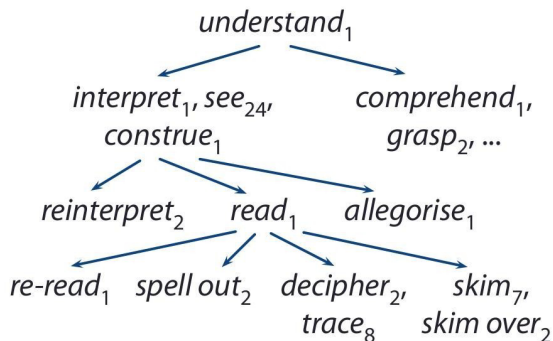 understand₁
interpret₁, see₂₄,
construe₁
comprehend₁,
grasp₂, ...
reinterpret₂
read₁
allegorise₁
re-read₁
spell out₂
decipher₂,
trace₈
skim₇,
skim over₂